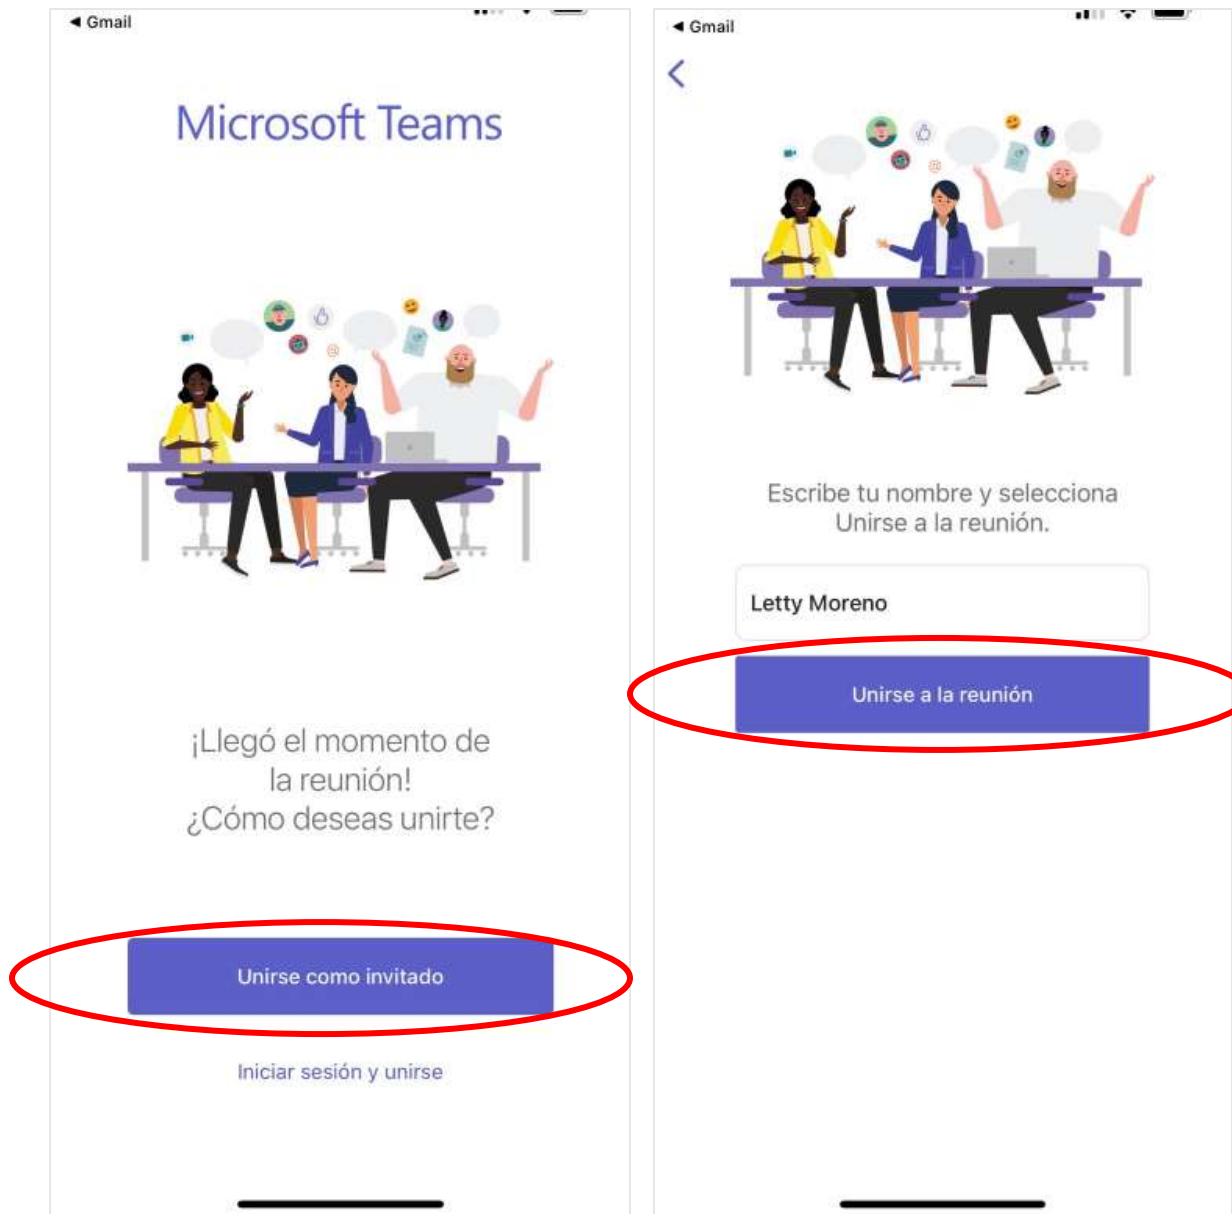 ◀ Gmail
Microsoft Teams
¡Llegó el momento de
la reunión!
¿Cómo deseas unirte?
Unirse como invitado
Iniciar sesión y unirse
◀ Gmail
Escribe tu nombre y selecciona
Unirse a la reunión.
Letty Moreno
Unirse a la reunión